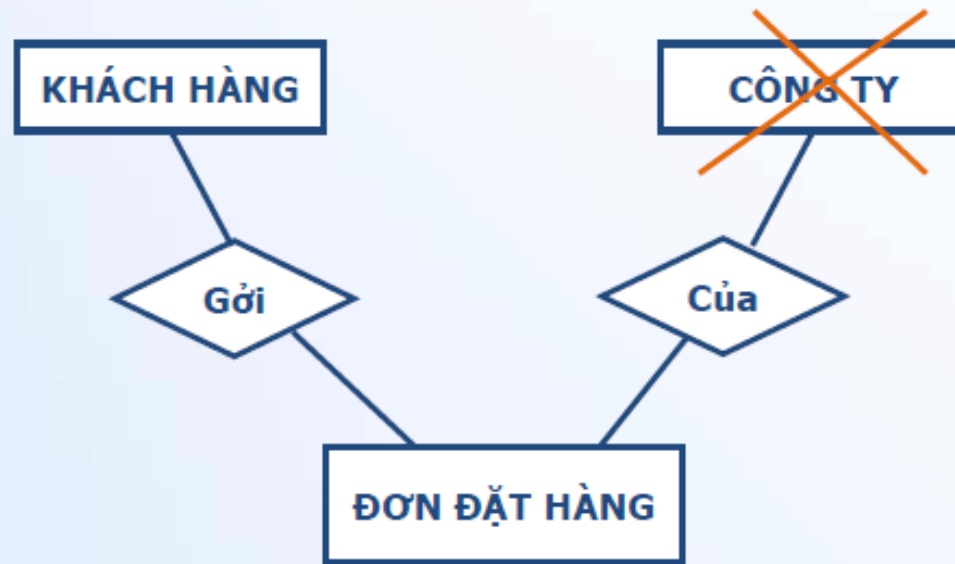 KHÁCH HÀNG
CÔNG TY
Gởi
Của
ĐƠN ĐẶT HÀNG